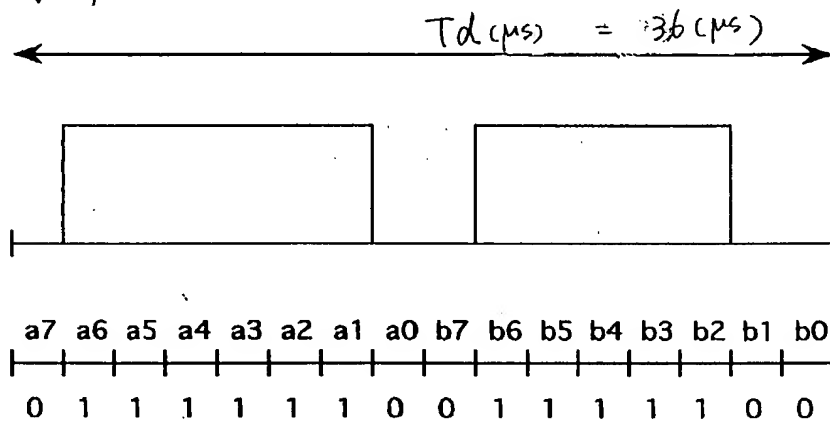 Td (μs) = 36 (μs)
a7 a6 a5 a4 a3 a2 a1 a0 b7 b6 b5 b4 b3 b2 b1 b0
0 1 1 1 1 1 1 0 0 1 1 1 1 1 0 0